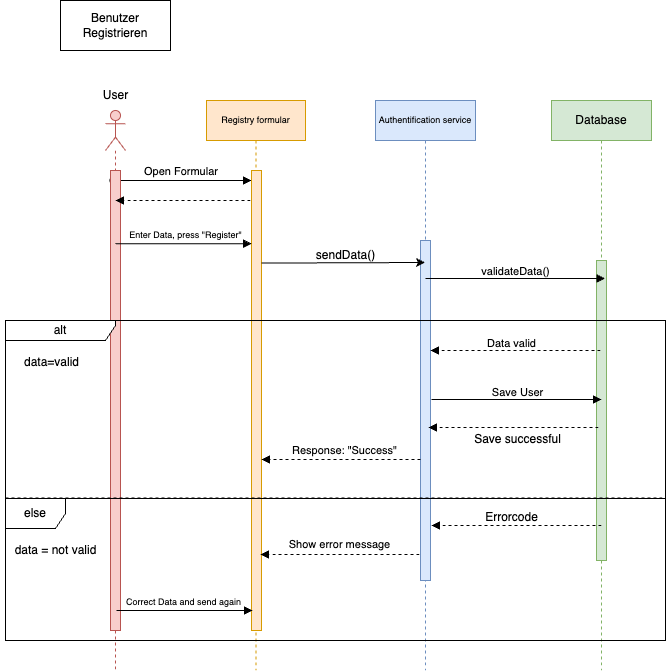 Benutzer
Registrieren
User
Registry formular
Authentification service
Database
Open Formular
Enter Data, press "Register"
sendData()
validateData()
alt
data=valid
Data valid
Save User
Save successful
Response: "Success"
else
data = not valid
Errorcode
Show error message
Correct Data and send again